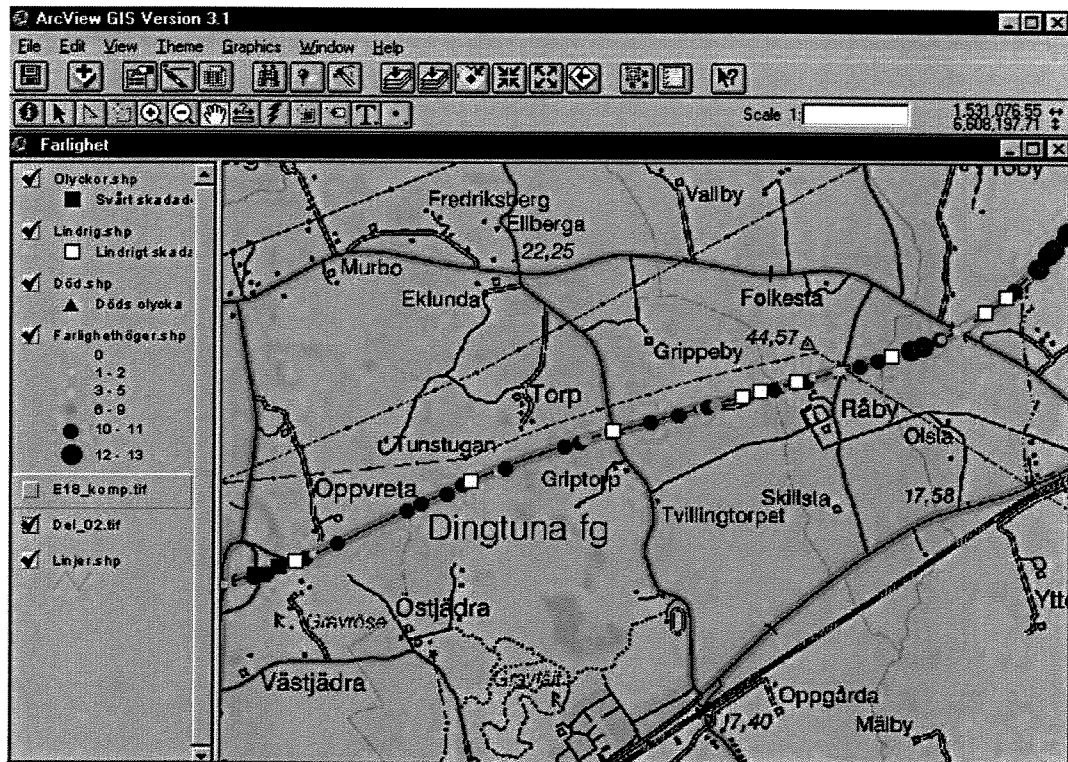 ArcView GIS Version 3.1
File Edit View Theme Graphics Window Help
Scale 1:
1,531,076.55
6,608,197.71
Farlighet
Olyckor.shp
Svårt skadad
Lindrig.shp
Lindrigt skada
Död.shp
Döds olycka
Farlighethöger.shp
0
1 - 2
3 - 5
6 - 9
10 - 11
12 - 13
E18_komp.tif
Del_02.tif
Linjer.shp
Fredriksberg
Ellberga
22,25
Vallby
Murbo
Eklunda
Folkesta
44,57
Grippeby
Torp
Råby
Tunstugan
Olsta
Oppvreta
Griptorp
Skillsta
17,58
Tvillingtorpet
Dingtuna fg
Östjädra
R. Gravröse
Ytte
Västjädra
Gravfält
R
Oppgårda
17,40
Mälby